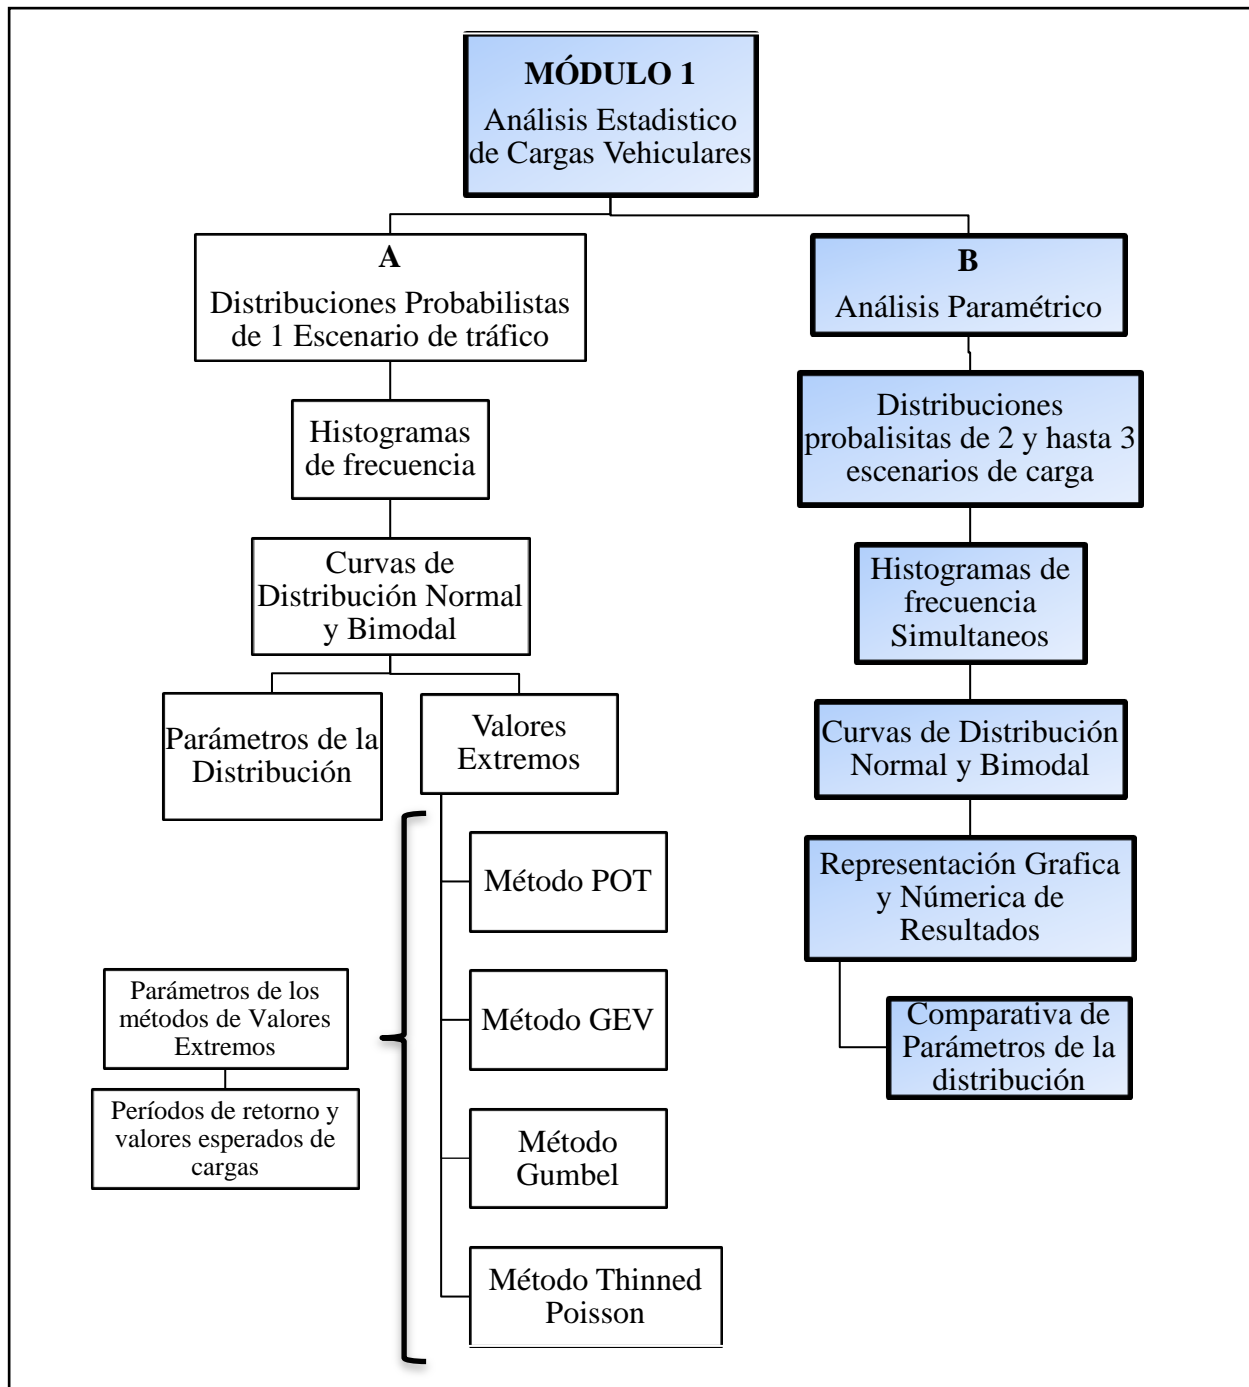 MÓDULO 1
Análisis Estadistico
de Cargas Vehiculares
A
Distribuciones Probabilistas
de 1 Escenario de tráfico
Histogramas
de frecuencia
Curvas de
Distribución Normal
y Bimodal
Parámetros de la
Distribución
Valores
Extremos
Método POT
Método GEV
Método
Gumbel
Método Thinned
Poisson
Parámetros de los
métodos de Valores
Extremos
Períodos de retorno y
valores esperados de
cargas
B
Análisis Paramétrico
Distribuciones
probalisitas de 2 y hasta 3
escenarios de carga
Histogramas de
frecuencia
Simultaneos
Curvas de Distribución
Normal y Bimodal
Representación Grafica
y Númerica de
Resultados
Comparativa de
Parámetros de la
distribución